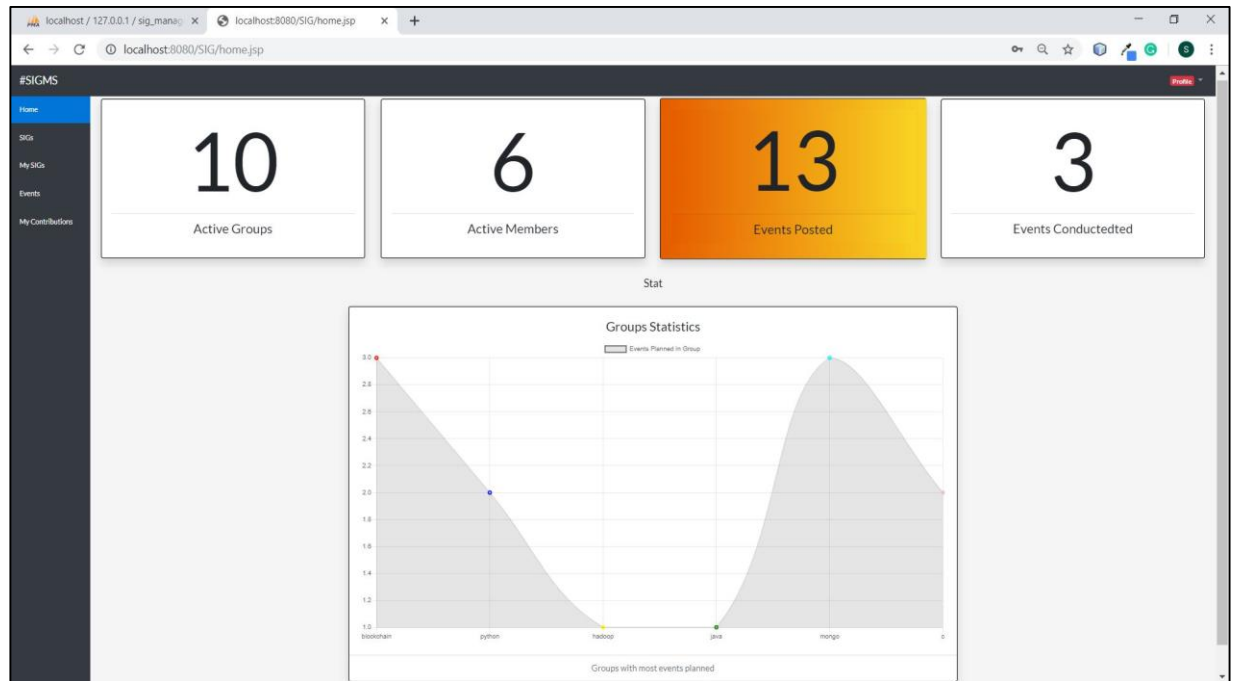 localhost / 127.0.0.1 / sig_manag
localhost:8080/SIG/home.jsp
localhost:8080/SIG/home.jsp
S
#SIGMS
Profile
Home
SIGs
My SIGs
Events
My Contributions
10
Active Groups
6
Active Members
13
Events Posted
3
Events Conductedted
Stat
Groups Statistics
Events Planned in Group
3.0
2.8
2.6
2.4
2.2
2.0
1.8
1.6
1.4
1.2
1.0
blockchain
python
hadoop
java
mongo
Groups with most events planned